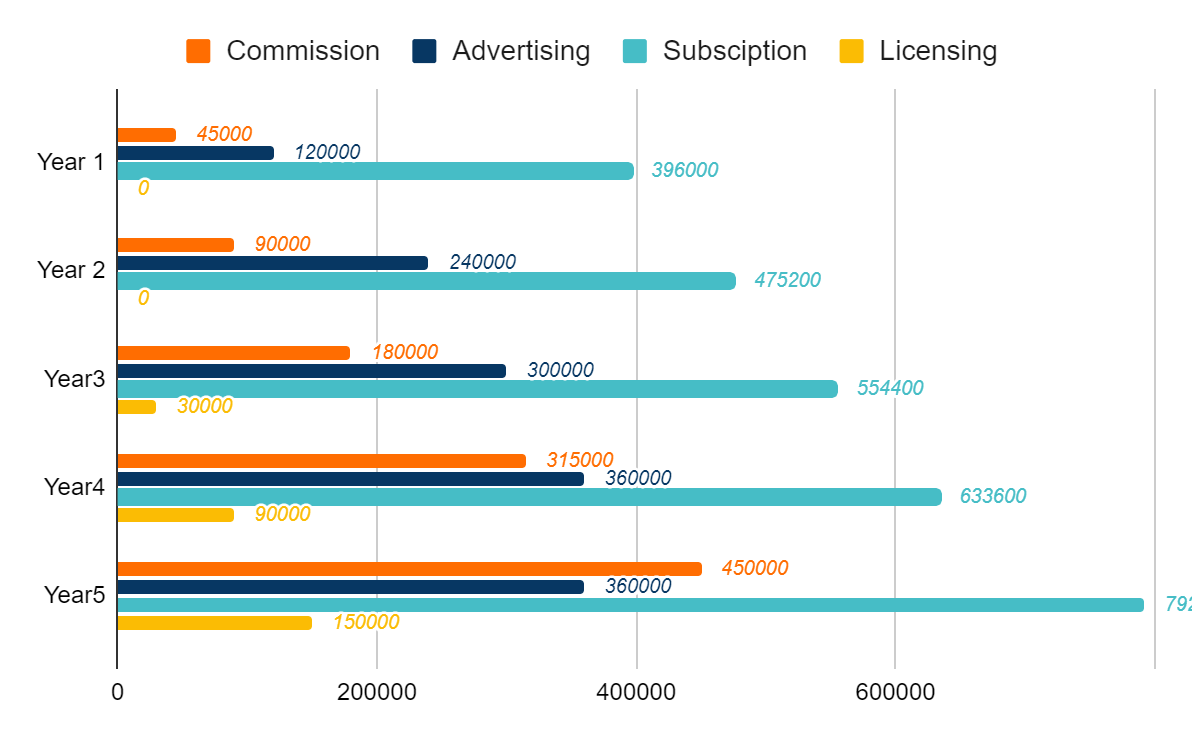 Commission Advertising Subsciption Licensing
45000
Year 1 120000
396000
0
90000
Year 2 240000
475200
0
180000
Year3 300000
554400
30000
315000
Year4 360000
633600
90000
450000
Year5 360000
792
150000
0 200000 400000 600000